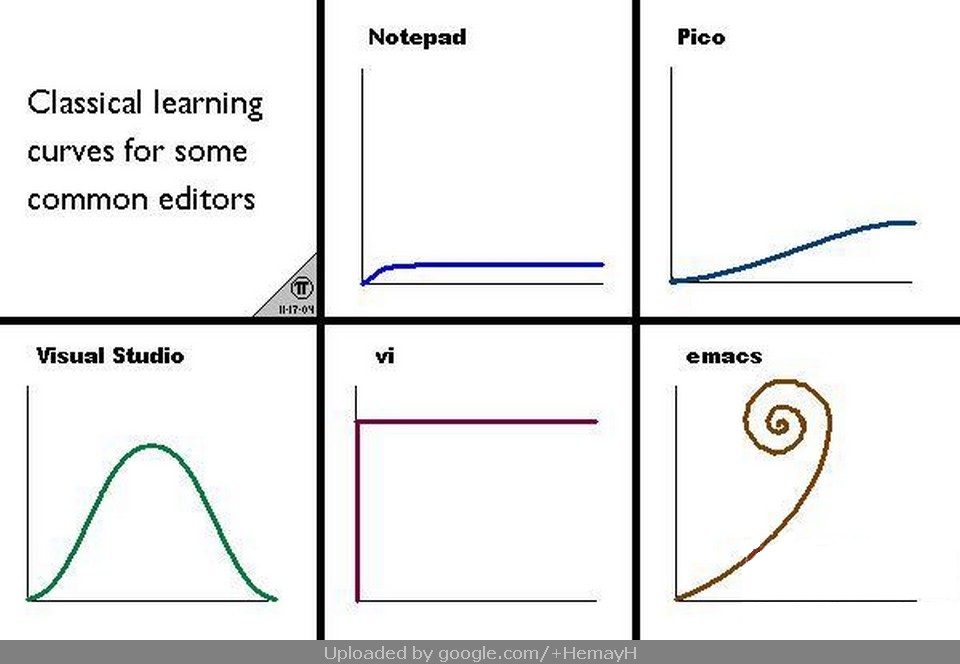 Classical learning
curves for some
common editors
11-17-04
Notepad
Pico
Visual Studio
vi
emacs
Uploaded by google.com/+HemayH